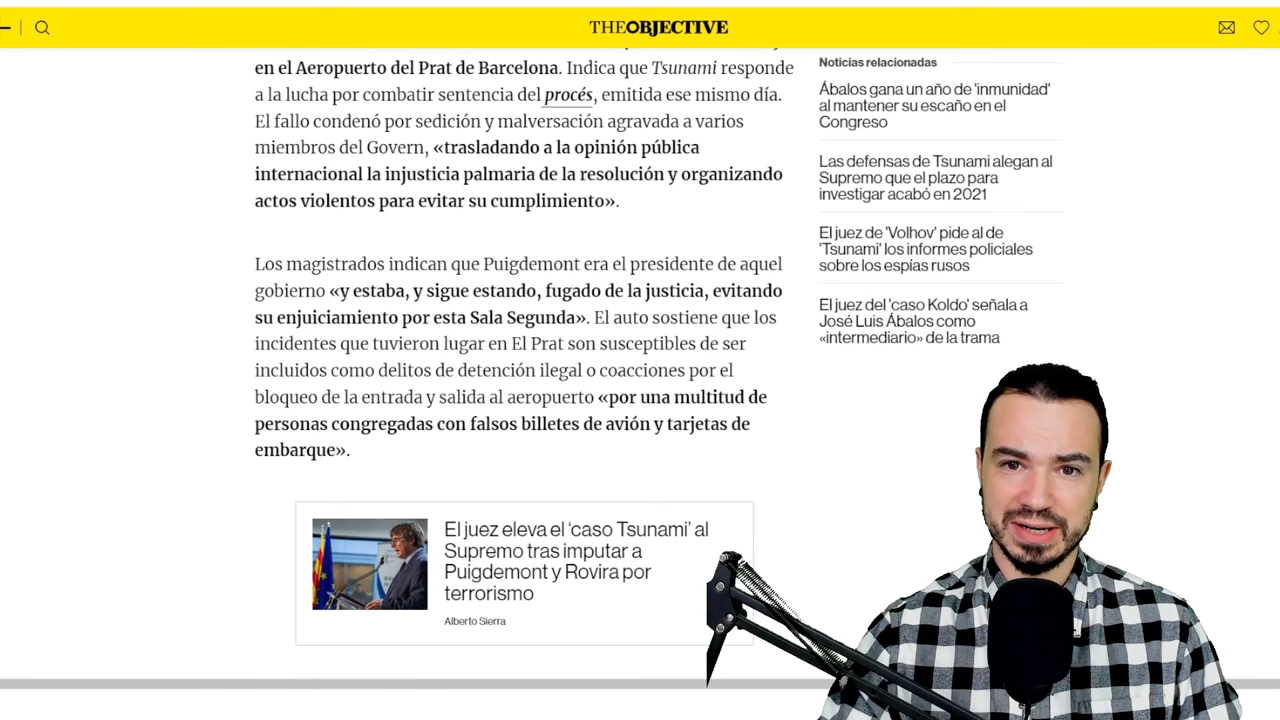 THE OBJECTIVE
en el Aeropuerto del Prat de Barcelona. Indica que Tsunami responde
a la lucha por combatir sentencia del procés, emitida ese mismo día.
El fallo condenó por sedición y malversación agravada a varios
miembros del Govern, «trasladando a la opinión pública
internacional la injusticia palmaria de la resolución y organizando
actos violentos para evitar su cumplimiento».
Los magistrados indican que Puigdemont era el presidente de aquel
gobierno «y estaba, y sigue estando, fugado de la justicia, evitando
su enjuiciamiento por esta Sala Segunda». El auto sostiene que los
incidentes que tuvieron lugar en El Prat son susceptibles de ser
incluidos como delitos de detención ilegal o coacciones por el
bloqueo de la entrada y salida al aeropuerto «por una multitud de
personas congregadas con falsos billetes de avión y tarjetas de
embarque».
El juez eleva el ‘caso Tsunami’ al
Supremo tras imputar a
Puigdemont y Rovira por
terrorismo
Alberto Sierra
Noticias relacionadas
Ábalos gana un año de 'inmunidad'
al mantener su escaño en el
Congreso
Las defensas de Tsunami alegan al
Supremo que el plazo para
investigar acabó en 2021
El juez de 'Volhov' pide al de
'Tsunami' los informes policiales
sobre los espías rusos
El juez del 'caso Koldo' señala a
José Luis Ábalos como
«intermediario» de la trama